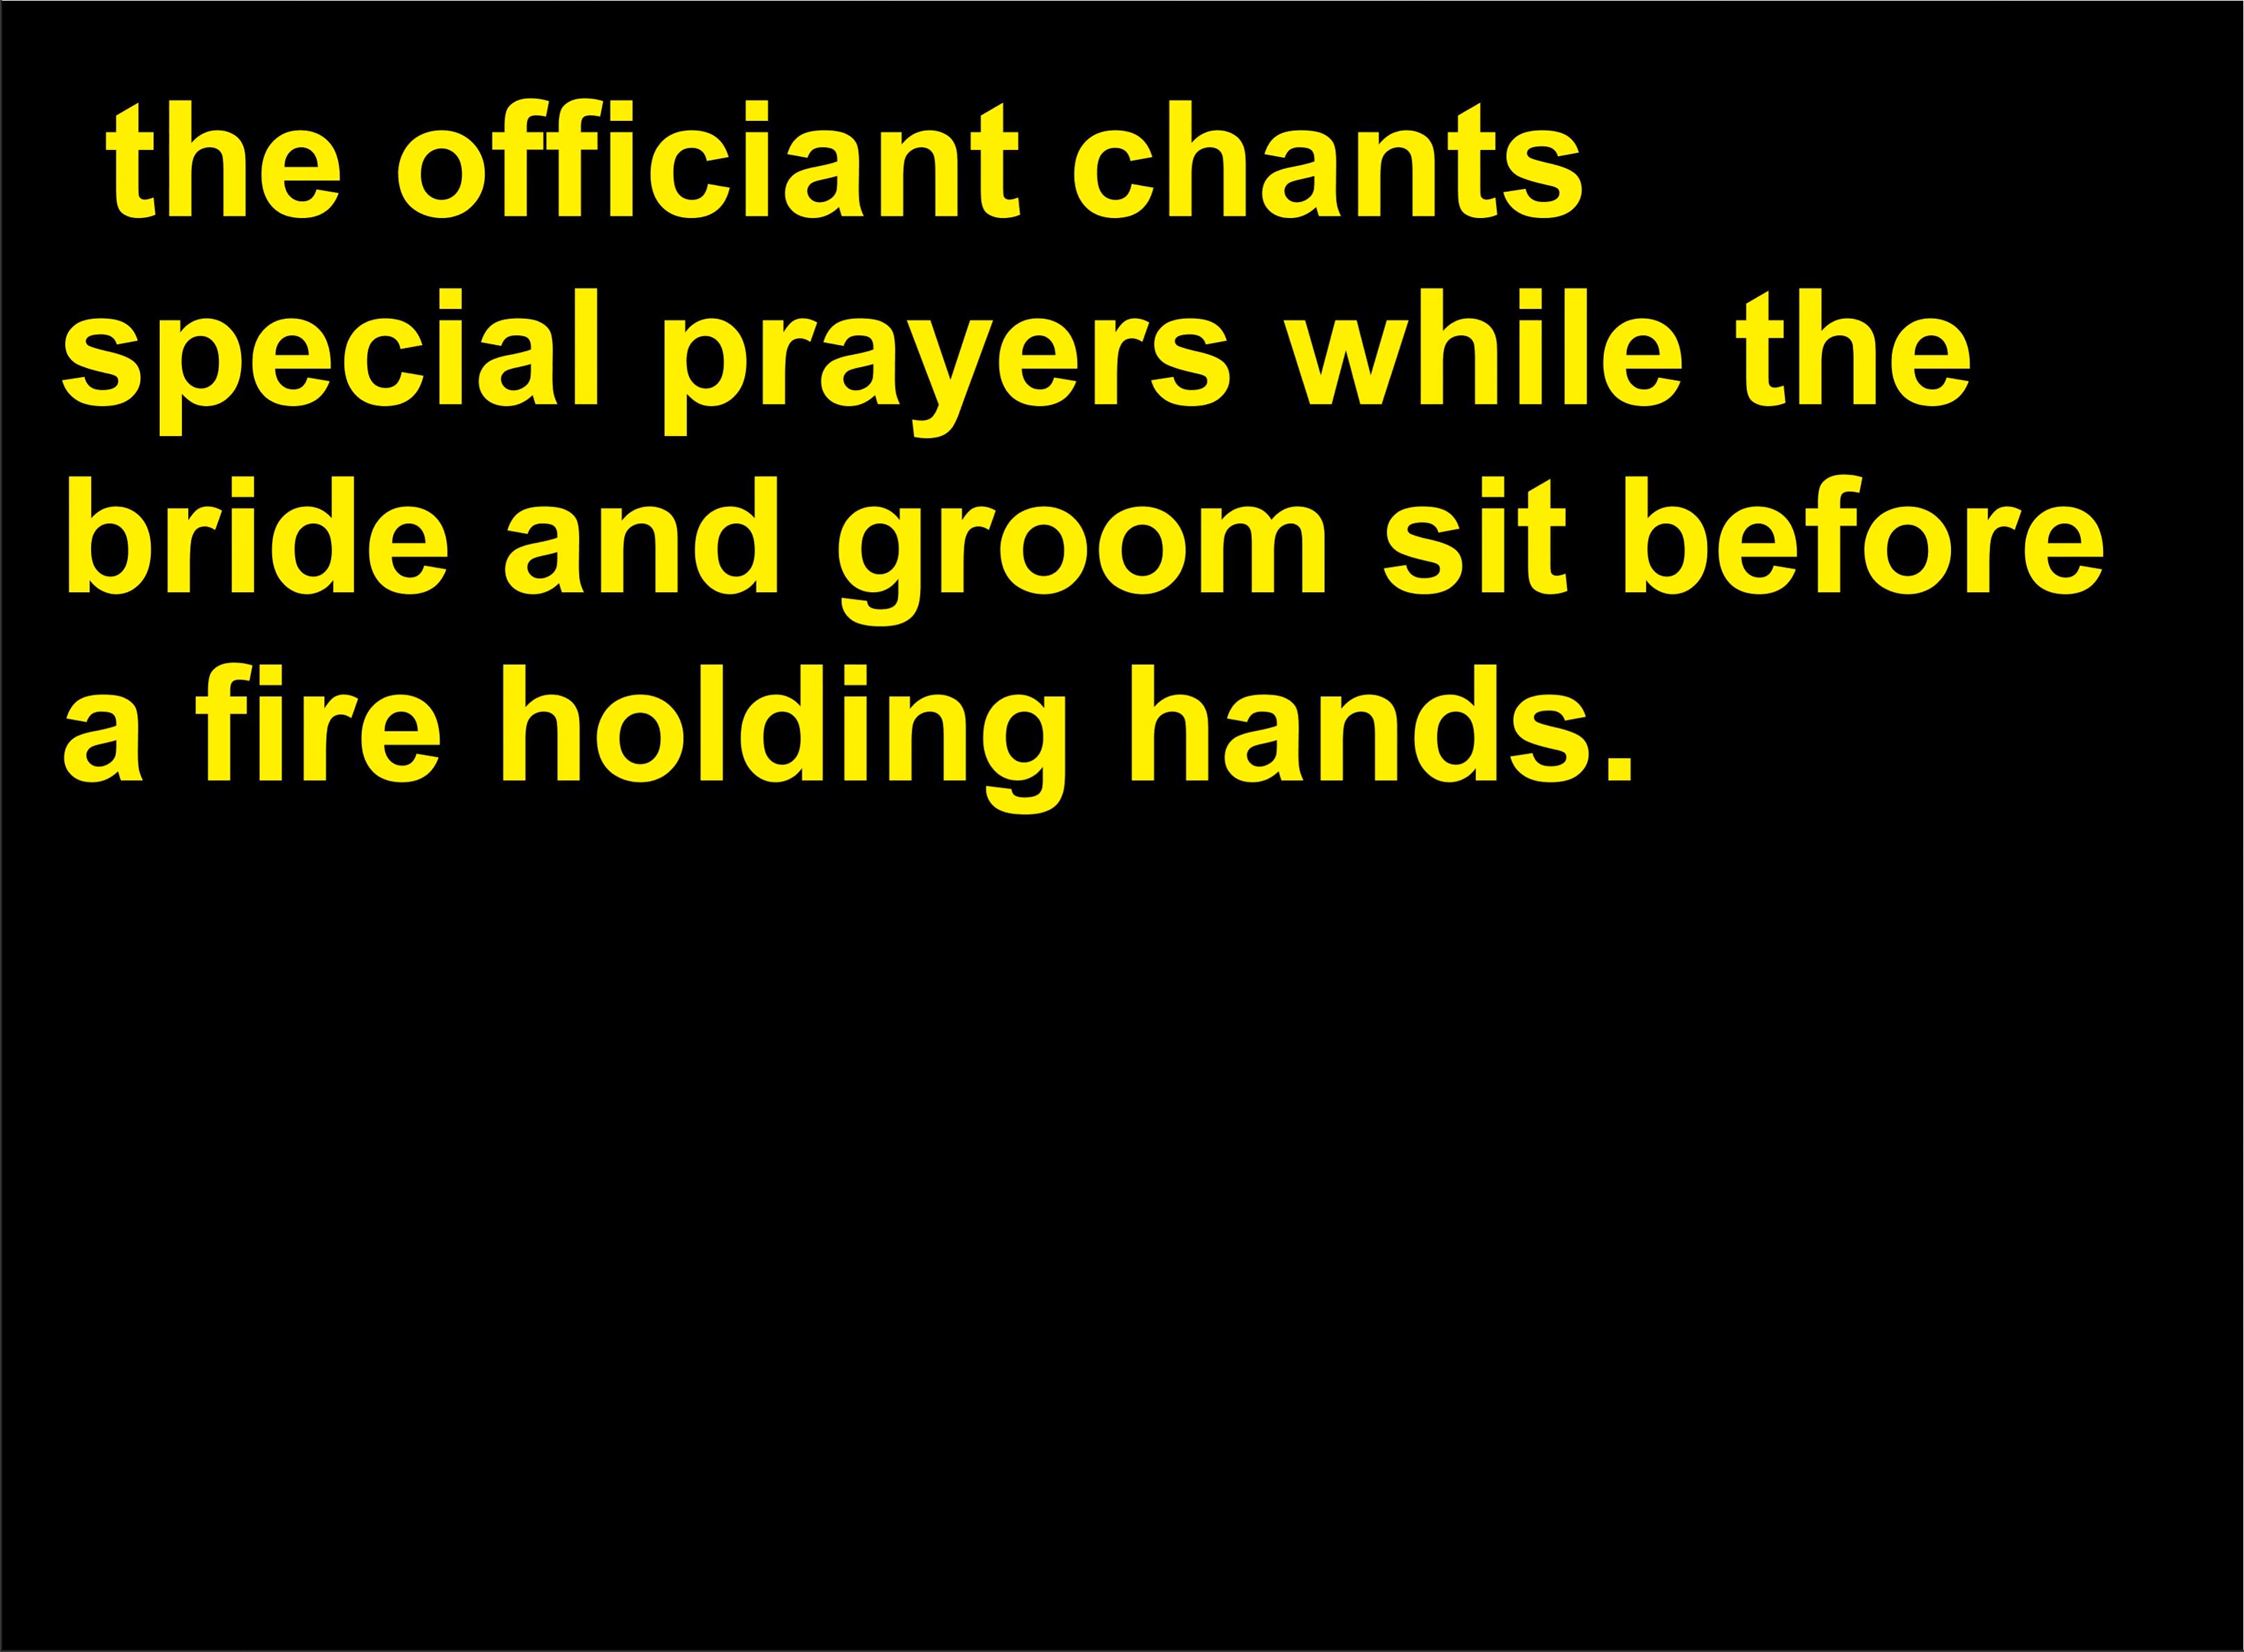 the officiant chants
special prayers while the
bride and groom sit before
a fire holding hands.